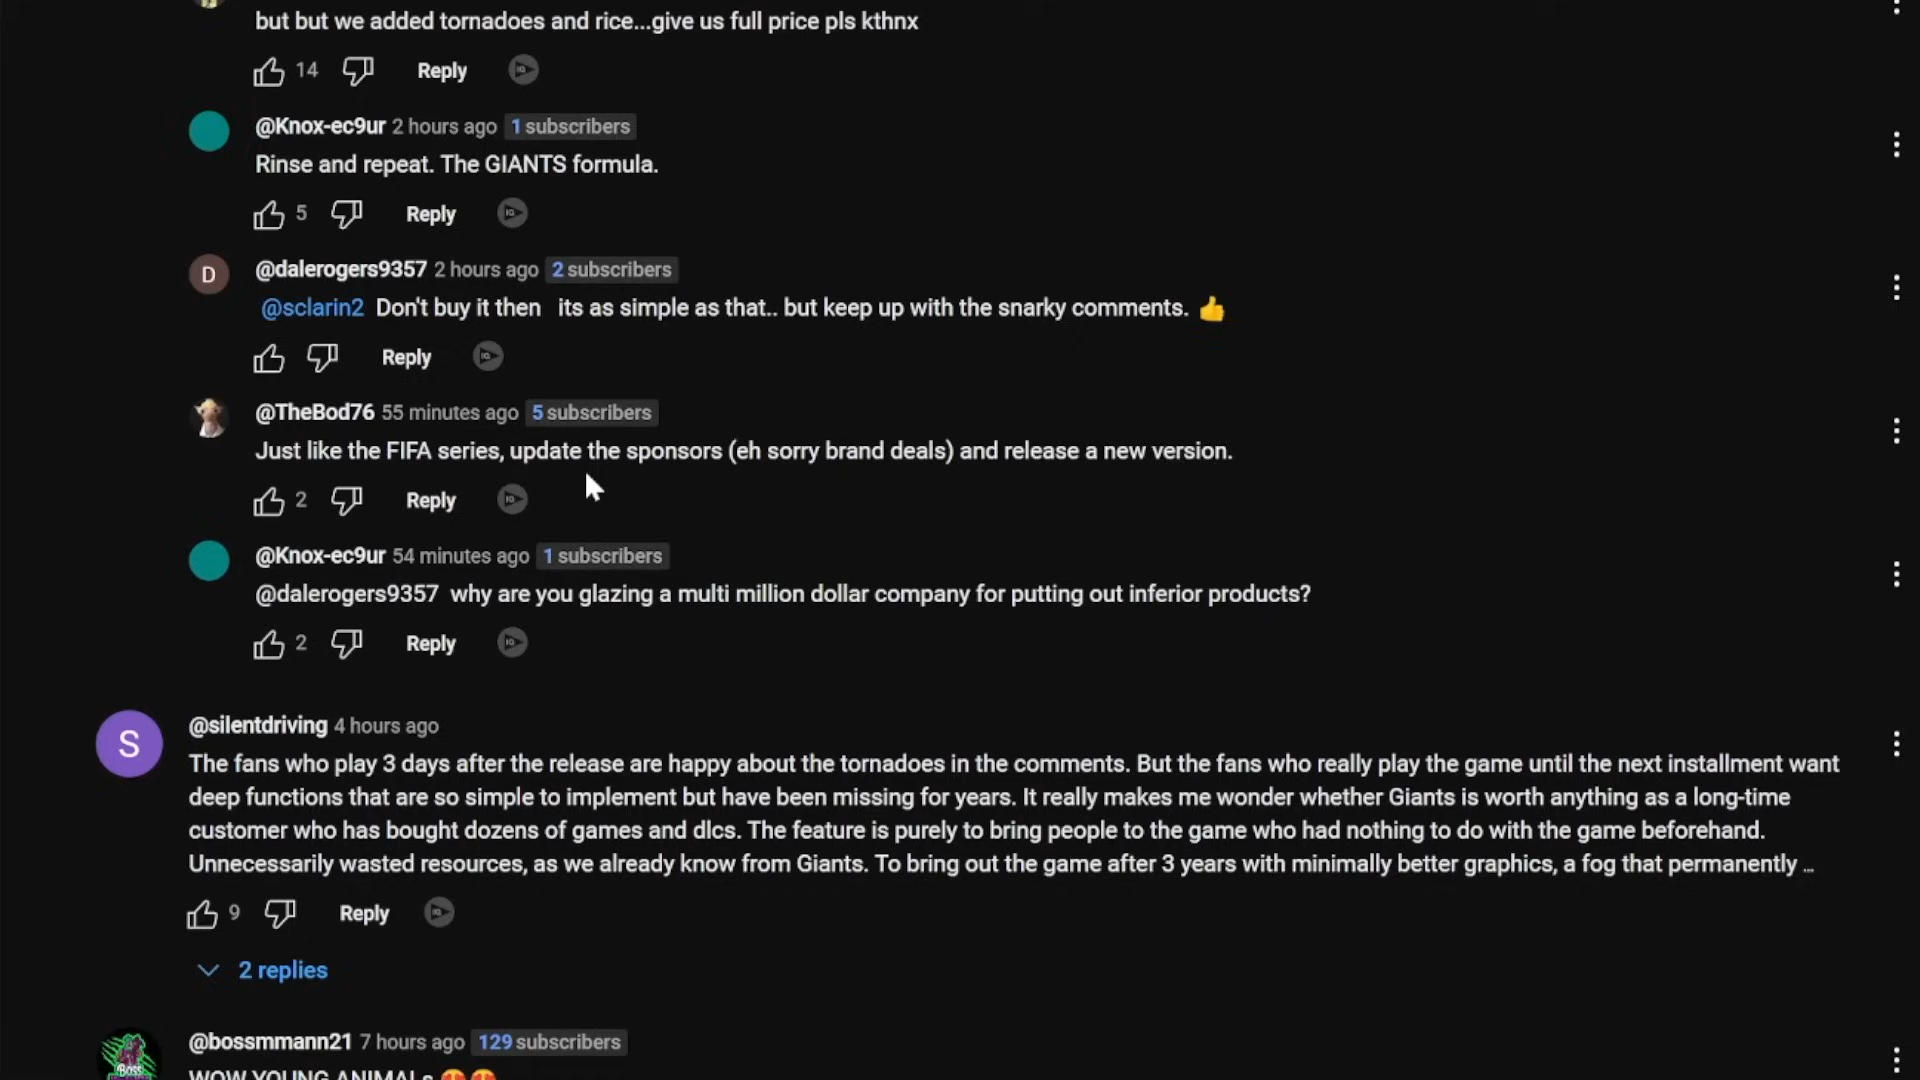 but but we added tornadoes and rice...give us full price pls kthnx
14 Reply
@Knox-ec9ur 2 hours ago 1 subscribers
Rinse and repeat. The GIANTS formula.
5 Reply
D @dalerogers9357 2 hours ago 2 subscribers
@sclarin2 Don't buy it then its as simple as that.. but keep up with the snarky comments. 👍
Reply
@TheBod76 55 minutes ago 5 subscribers
Just like the FIFA series, update the sponsors (eh sorry brand deals) and release a new version.
2 Reply
@Knox-ec9ur 54 minutes ago 1 subscribers
@dalerogers9357 why are you glazing a multi million dollar company for putting out inferior products?
2 Reply
S @silentdriving 4 hours ago
The fans who play 3 days after the release are happy about the tornadoes in the comments. But the fans who really play the game until the next installment want
deep functions that are so simple to implement but have been missing for years. It really makes me wonder whether Giants is worth anything as a long-time
customer who has bought dozens of games and dlcs. The feature is purely to bring people to the game who had nothing to do with the game beforehand.
Unnecessarily wasted resources, as we already know from Giants. To bring out the game after 3 years with minimally better graphics, a fog that permanently ...
9 Reply
2 replies
@bossmmann21 7 hours ago 129 subscribers
Boss
WOW YOUNG ANIMALs 😍😍